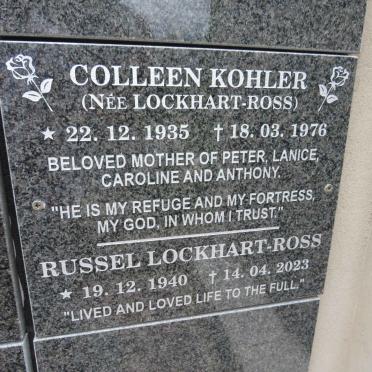 COLLEEN KOHLER
(NÉE LOCKHART-ROSS)
★ 22. 12. 1935 † 18. 03. 1976
BELOVED MOTHER OF PETER, LANICE,
CAROLINE AND ANTHONY.
"HE IS MY REFUGE AND MY FORTRESS,
MY GOD, IN WHOM I TRUST."
RUSSEL LOCKHART-ROSS
★ 19. 12. 1940 † 14. 04. 2023
"LIVED AND LOVED LIFE TO THE FULL."